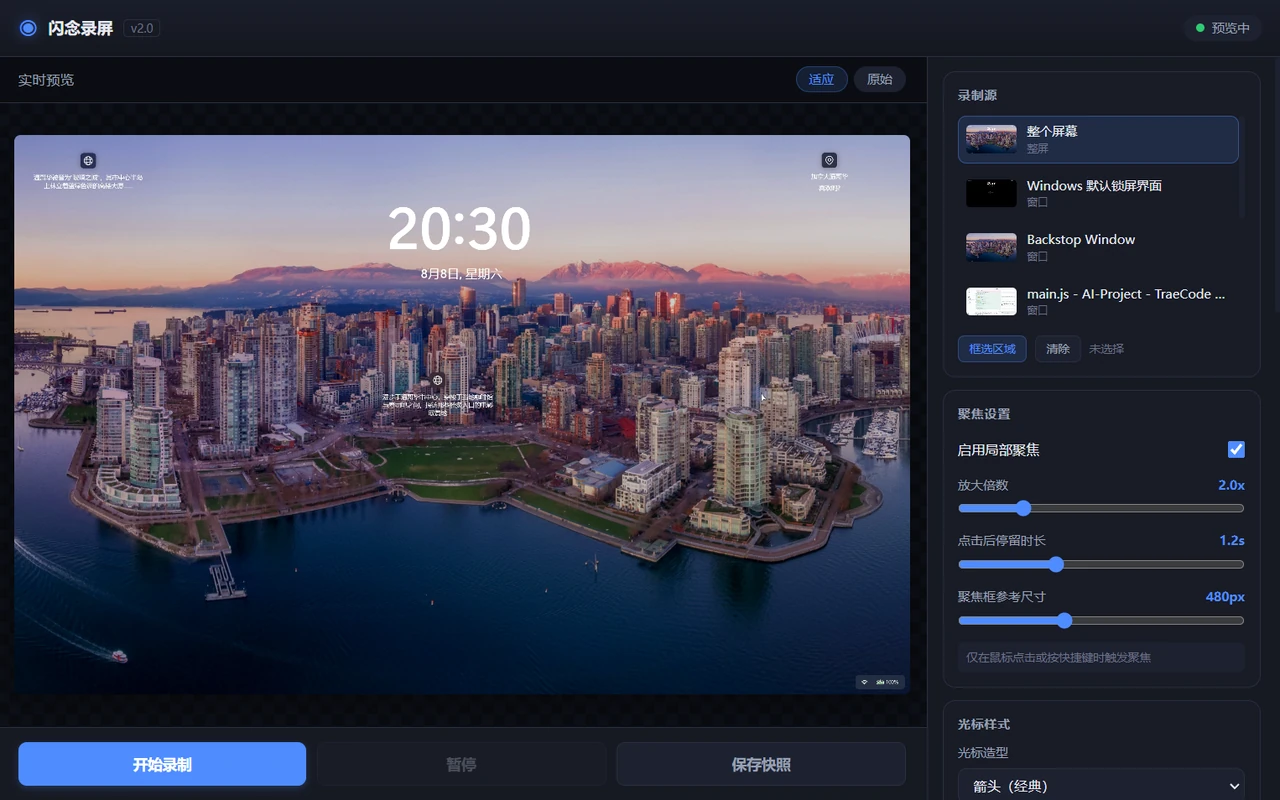 闪念录屏 v2.0
预览中
实时预览
适应 原始
20:30
8月8日, 星期六
100%
开始录制
暂停
保存快照
录制源
整个屏幕
整屏
Windows 默认锁屏界面
窗口
Backstop Window
窗口
main.js - AI-Project - TraeCode ...
窗口
框选区域 清除 未选择
聚焦设置
启用局部聚焦
放大倍数 2.0x
点击后停留时长 1.2s
聚焦框参考尺寸 480px
仅在鼠标点击或按快捷键时触发聚焦
光标样式
光标造型
箭头（经典）